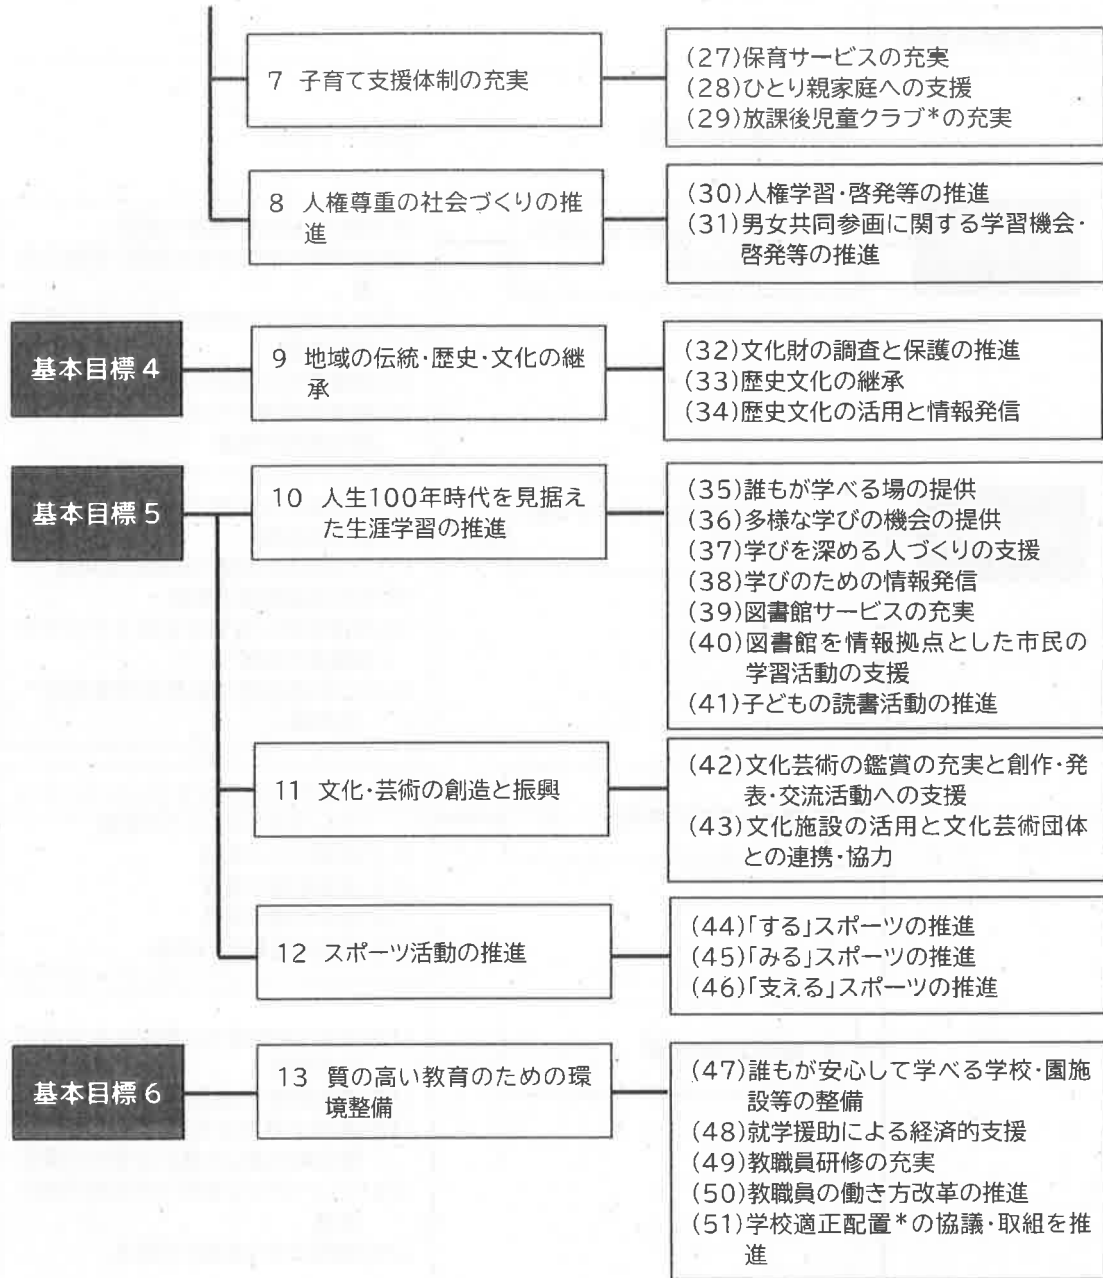 7 子育て支援体制の充実
(27)保育サービスの充実
(28)ひとり親家庭への支援
(29)放課後児童クラブ*の充実
8 人権尊重の社会づくりの推
進
(30)人権学習・啓発等の推進
(31)男女共同参画に関する学習機会・
啓発等の推進
基本目標4
9 地域の伝統・歴史・文化の継
承
(32)文化財の調査と保護の推進
(33)歴史文化の継承
(34)歴史文化の活用と情報発信
基本目標5
10 人生100年時代を見据え
た生涯学習の推進
(35)誰もが学べる場の提供
(36)多様な学びの機会の提供
(37)学びを深める人づくりの支援
(38)学びのための情報発信
(39)図書館サービスの充実
(40)図書館を情報拠点とした市民の
学習活動の支援
(41)子どもの読書活動の推進
11 文化・芸術の創造と振興
(42)文化芸術の鑑賞の充実と創作・発
表・交流活動への支援
(43)文化施設の活用と文化芸術団体
との連携・協力
12 スポーツ活動の推進
(44)「する」スポーツの推進
(45)「みる」スポーツの推進
(46)「支える」スポーツの推進
基本目標6
13 質の高い教育のための環
境整備
(47)誰もが安心して学べる学校・園施
設等の整備
(48)就学援助による経済的支援
(49)教職員研修の充実
(50)教職員の働き方改革の推進
(51)学校適正配置*の協議・取組を推
進